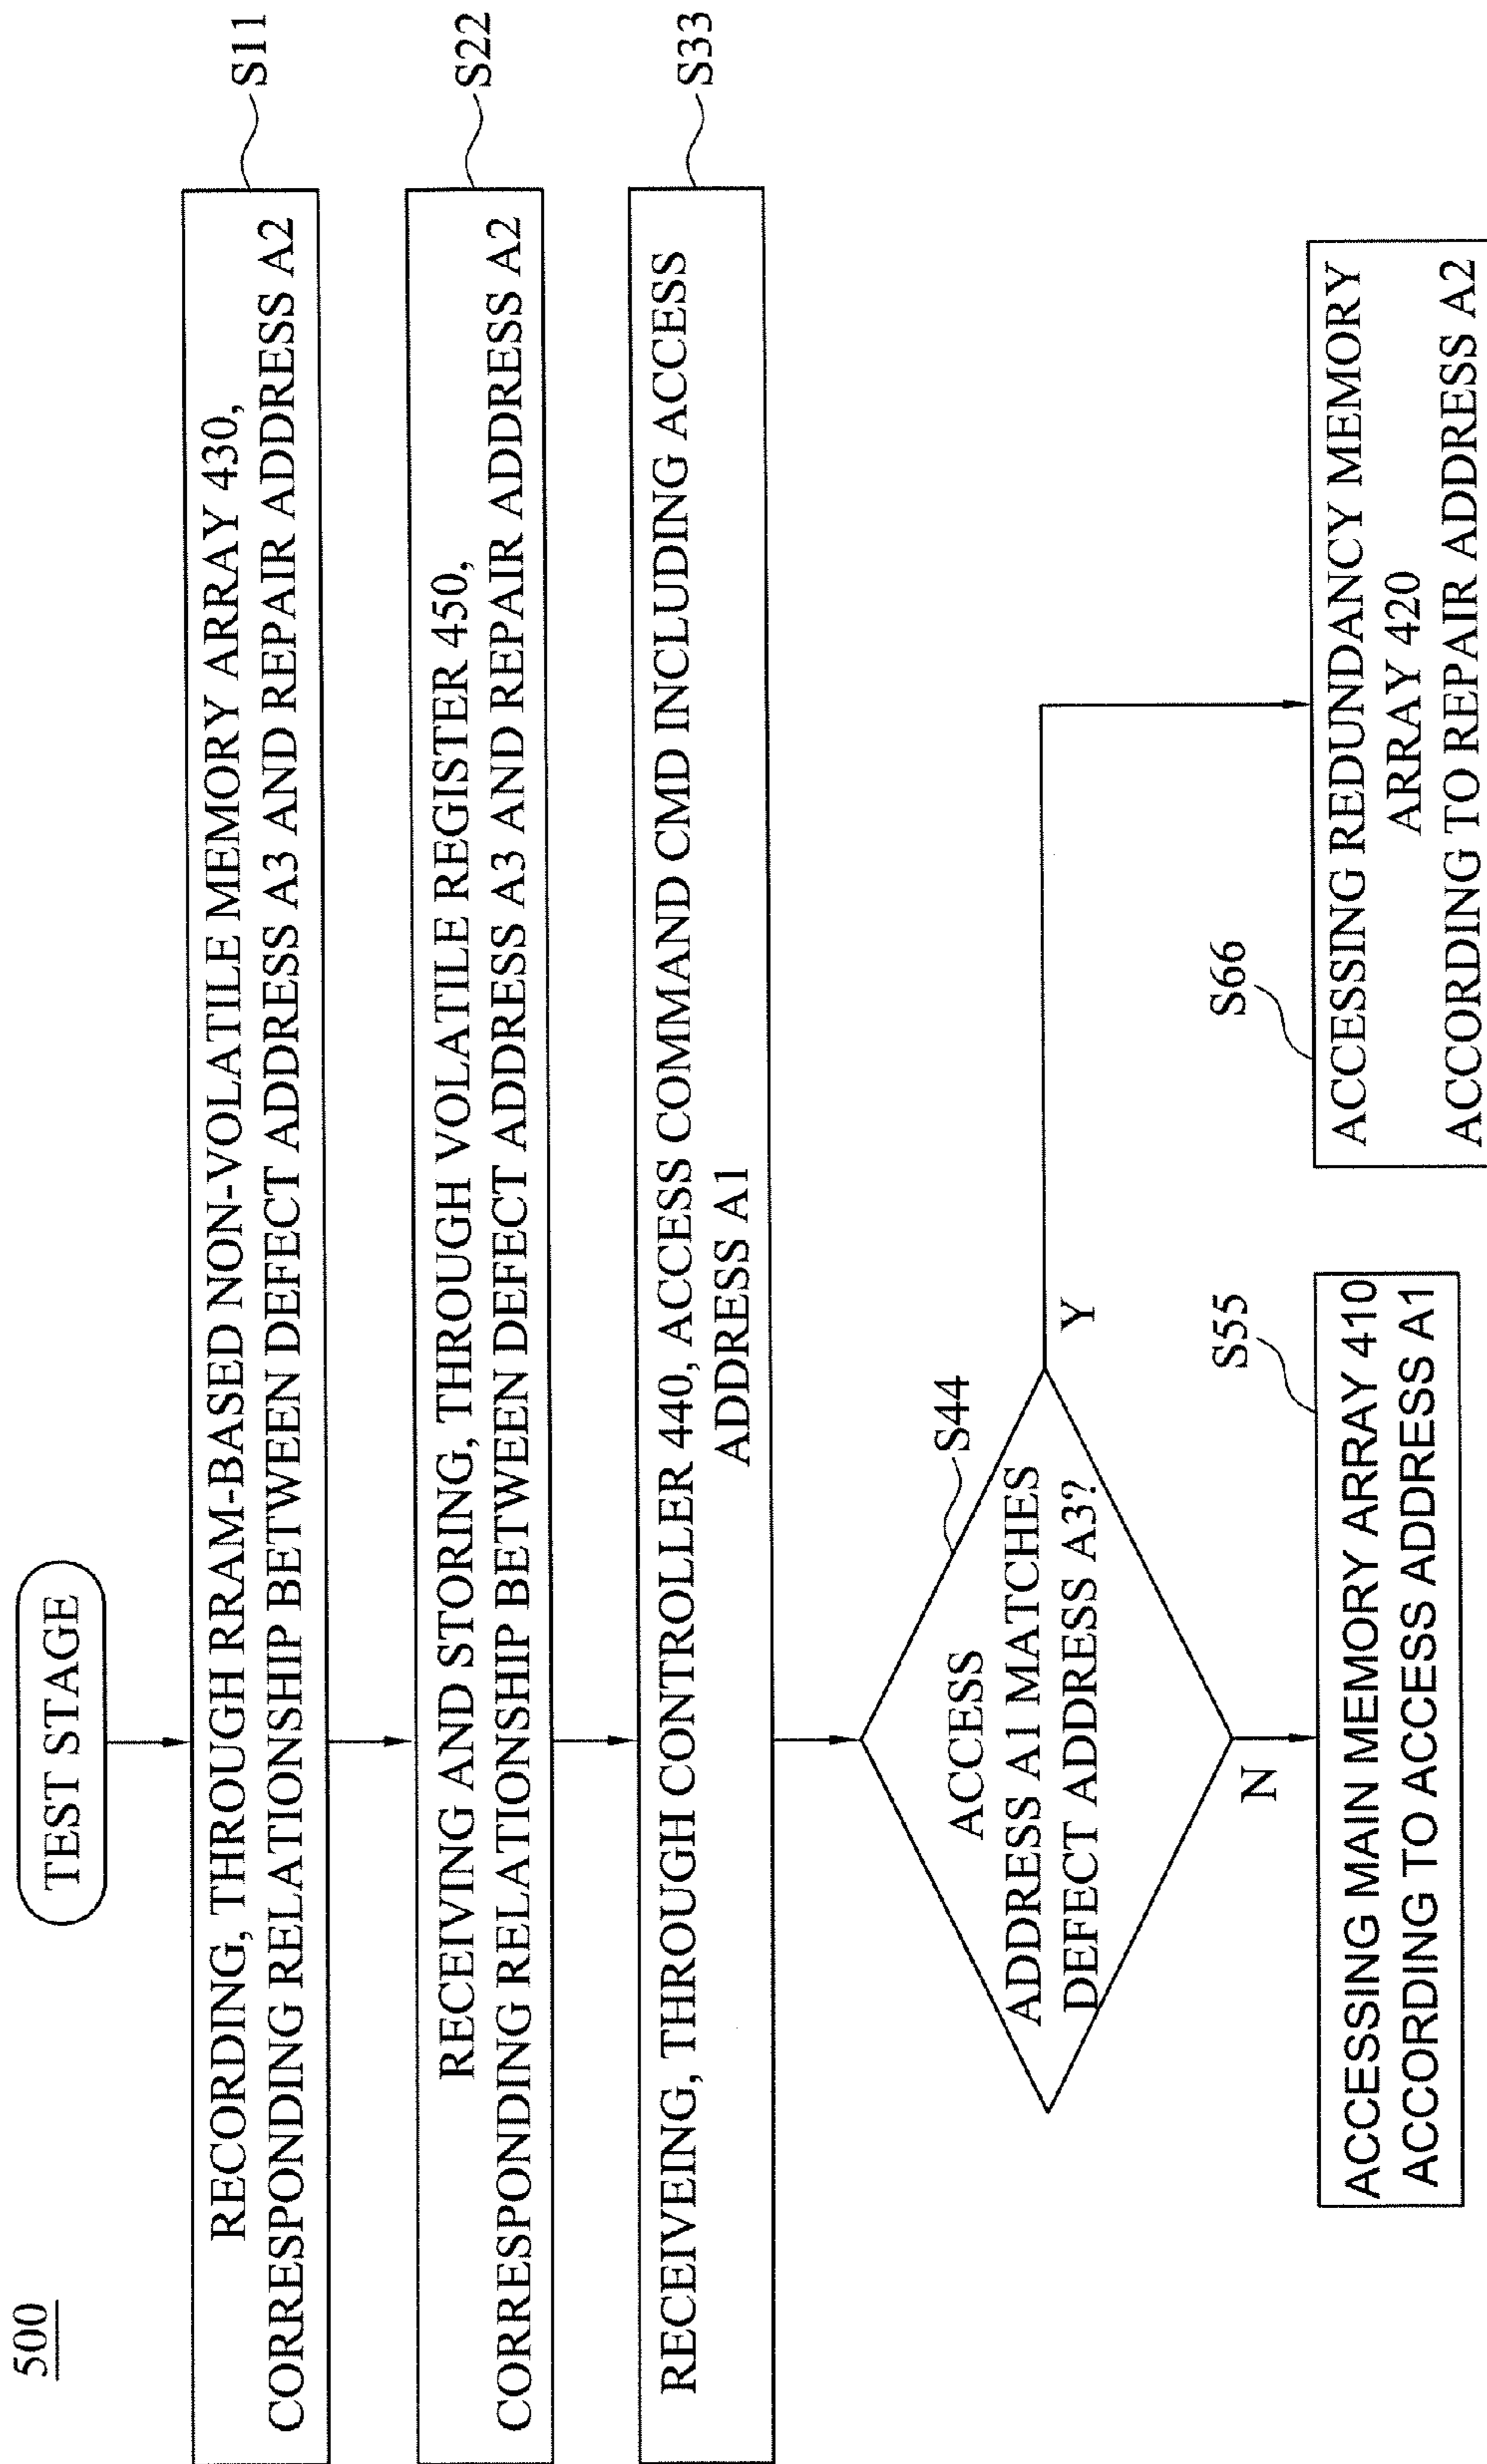 500
TEST STAGE
RECORDING, THROUGH RRAM-BASED NON-VOLATILE MEMORY ARRAY 430,
CORRESPONDING RELATIONSHIP BETWEEN DEFECT ADDRESS A3 AND REPAIR ADDRESS A2
S11
RECEIVING AND STORING, THROUGH VOLATILE REGISTER 450,
CORRESPONDING RELATIONSHIP BETWEEN DEFECT ADDRESS A3 AND REPAIR ADDRESS A2
S22
RECEIVEING, THROUGH CONTROLLER 440, ACCESS COMMAND CMD INCLUDING ACCESS
ADDRESS A1
S33
ACCESS
ADDRESS A1 MATCHES
DEFECT ADDRESS A3?
S44
Y
N
S55
ACCESSING MAIN MEMORY ARRAY 410
ACCORDING TO ACCESS ADDRESS A1
S66
ACCESSING REDUNDANCY MEMORY
ARRAY 420
ACCORDING TO REPAIR ADDRESS A2